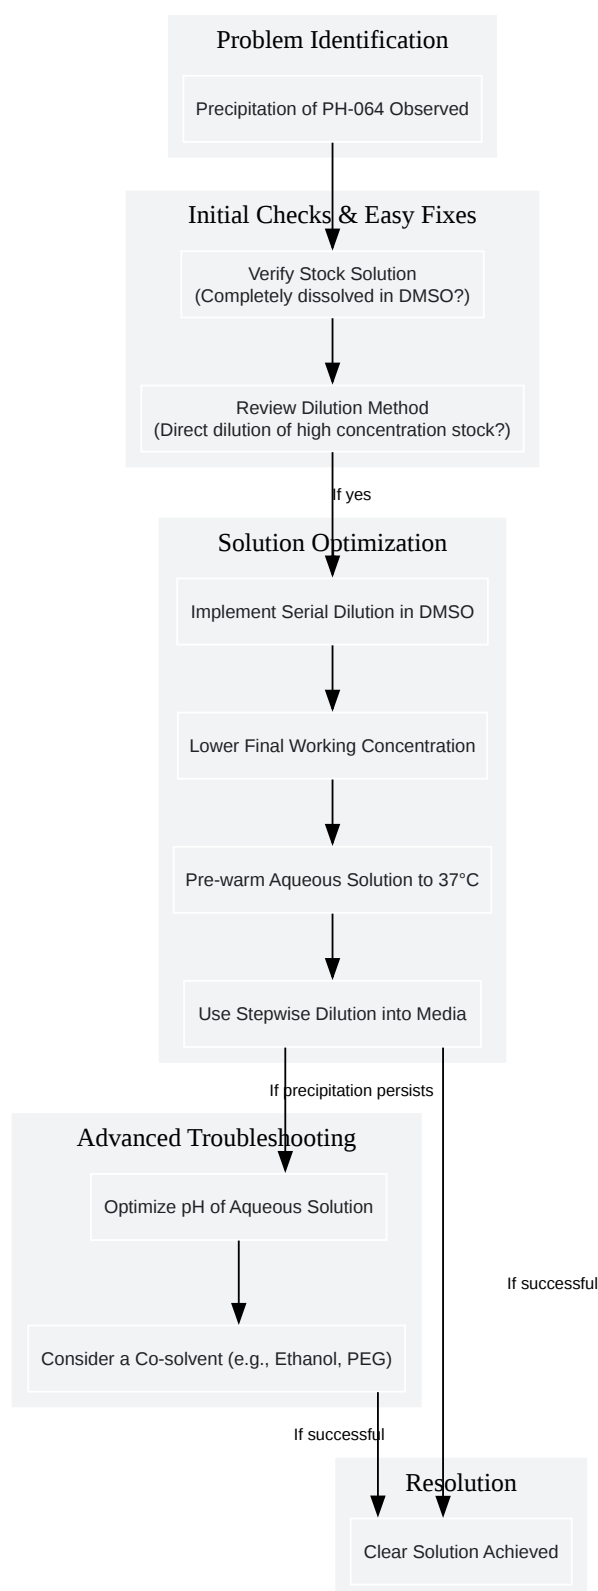 Problem Identification
Precipitation of PH-064 Observed
Initial Checks & Easy Fixes
Verify Stock Solution
(Completely dissolved in DMSO?)
Review Dilution Method
(Direct dilution of high concentration stock?)
If yes
Solution Optimization
Implement Serial Dilution in DMSO
Lower Final Working Concentration
Pre-warm Aqueous Solution to 37°C
Use Stepwise Dilution into Media
If precipitation persists
Advanced Troubleshooting
Optimize pH of Aqueous Solution
If successful
Consider a Co-solvent (e.g., Ethanol, PEG)
If successful
Resolution
Clear Solution Achieved